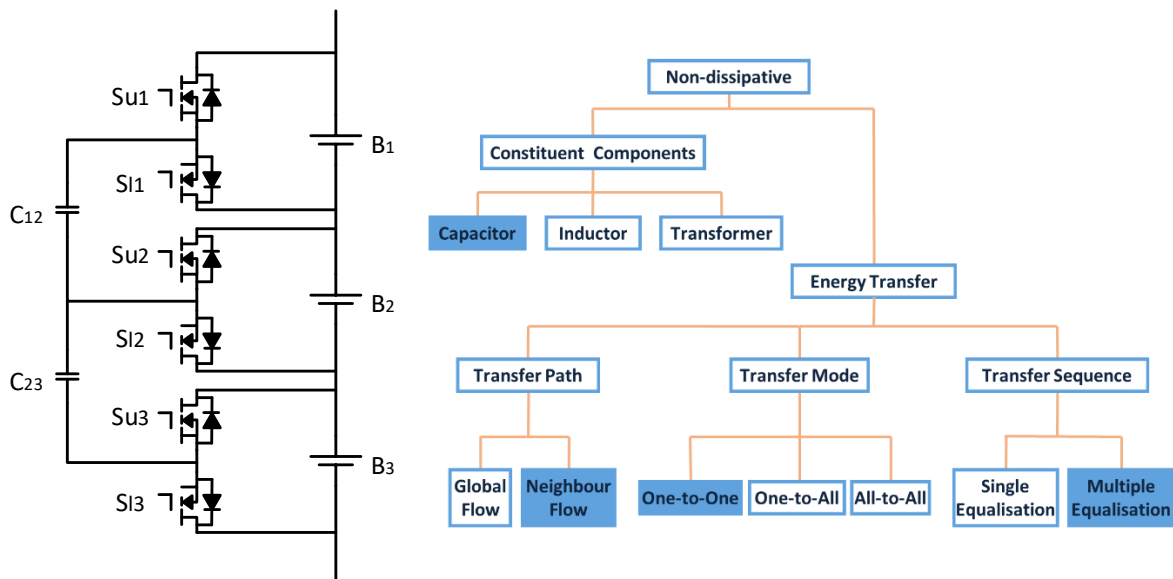 Su1
B1
Sl1
C12
Su2
B2
Sl2
C23
Su3
B3
Sl3
Non-dissipative
Constituent Components
Capacitor
Inductor
Transformer
Energy Transfer
Transfer Path
Transfer Mode
Transfer Sequence
Global
Flow
Neighbour
Flow
One-to-One
One-to-All
All-to-All
Single
Equalisation
Multiple
Equalisation